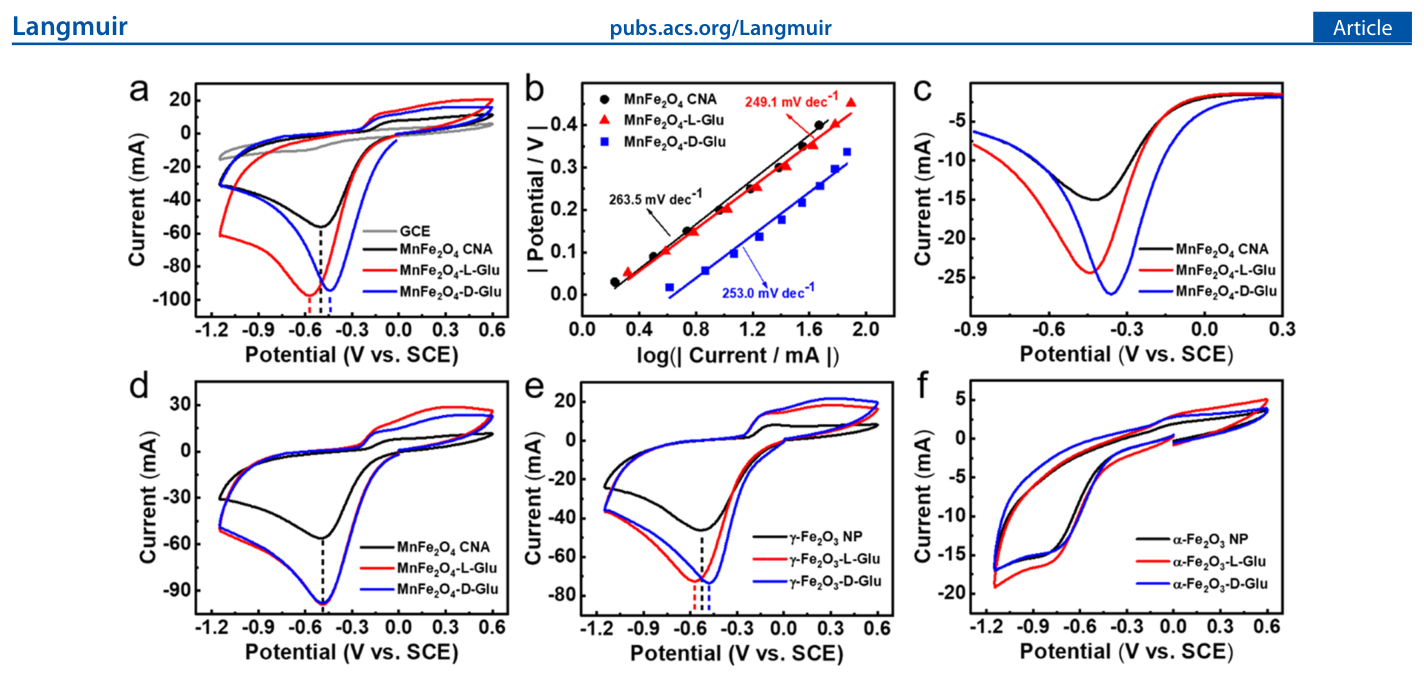 Langmuir
pubs.acs.org/Langmuir
Article
a
20
0
-20
-40
-60
-80
-100
Current (mA)
GCE
MnFe₂O₄ CNA
MnFe₂O₄-L-Glu
MnFe₂O₄-D-Glu
-1.2 -0.9 -0.6 -0.3 0.0 0.3 0.6
Potential (V vs. SCE)
b
MnFe₂O₄ CNA
MnFe₂O₄-L-Glu
MnFe₂O₄-D-Glu
249.1 mV dec⁻¹
263.5 mV dec⁻¹
253.0 mV dec⁻¹
0.4
0.3
0.2
0.1
0.0
| Potential / V |
0.0 0.4 0.8 1.2 1.6 2.0
log(| Current / mA |)
c
-5
-10
-15
-20
-25
Current (mA)
MnFe₂O₄ CNA
MnFe₂O₄-L-Glu
MnFe₂O₄-D-Glu
-0.9 -0.6 -0.3 0.0 0.3
Potential (V vs. SCE)
d
30
0
-30
-60
-90
Current (mA)
MnFe₂O₄ CNA
MnFe₂O₄-L-Glu
MnFe₂O₄-D-Glu
-1.2 -0.9 -0.6 -0.3 0.0 0.3 0.6
Potential (V vs. SCE)
e
20
0
-20
-40
-60
-80
Current (mA)
γ-Fe₂O₃ NP
γ-Fe₂O₃-L-Glu
γ-Fe₂O₃-D-Glu
-1.2 -0.9 -0.6 -0.3 0.0 0.3 0.6
Potential (V vs. SCE)
f
5
0
-5
-10
-15
-20
Current (mA)
α-Fe₂O₃ NP
α-Fe₂O₃-L-Glu
α-Fe₂O₃-D-Glu
-1.2 -0.9 -0.6 -0.3 0.0 0.3 0.6
Potential (V vs. SCE)